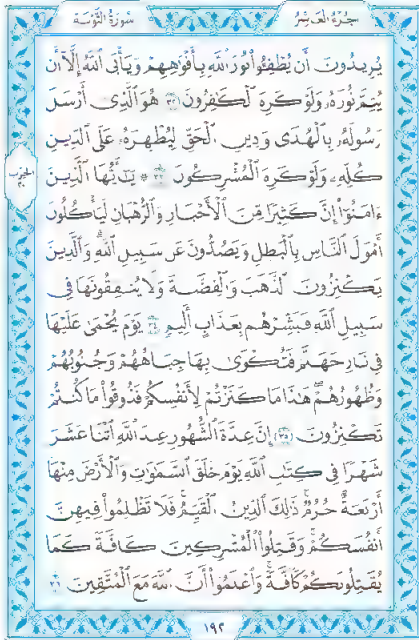 سُورَةُ التَّوْبَةِ
جُزْءُ الْعَاشِرُ
يُرِيدُونَ أَن يُطْفِئُوا۟ نُورَ ٱللَّهِ بِأَفْوَٰهِهِمْ وَيَأْبَى ٱللَّهُ إِلَّآ أَن
يُتِمَّ نُورَهُۥ وَلَوْ كَرِهَ ٱلْكَٰفِرُونَ ٣٢ هُوَ ٱلَّذِىٓ أَرْسَلَ
رَسُولَهُۥ بِٱلْهُدَىٰ وَدِينِ ٱلْحَقِّ لِيُظْهِرَهُۥ عَلَى ٱلدِّينِ
كُلِّهِۦ وَلَوْ كَرِهَ ٱلْمُشْرِكُونَ ٣٣ ۞ يَٰٓأَيُّهَا ٱلَّذِينَ
ءَامَنُوٓا۟ إِنَّ كَثِيرًا مِّنَ ٱلْأَحْبَارِ وَٱلرُّهْبَانِ لَيَأْكُلُونَ
أَمْوَٰلَ ٱلنَّاسِ بِٱلْبَٰطِلِ وَيَصُدُّونَ عَن سَبِيلِ ٱللَّهِ ۗ وَٱلَّذِينَ
يَكْنِزُونَ ٱلذَّهَبَ وَٱلْفِضَّةَ وَلَا يُنفِقُونَهَا فِى
سَبِيلِ ٱللَّهِ فَبَشِّرْهُم بِعَذَابٍ أَلِيمٍ ٣٤ يَوْمَ يُحْمَىٰ عَلَيْهَا
فِى نَارِ جَهَنَّمَ فَتُكْوَىٰ بِهَا جِبَاهُهُمْ وَجُنُوبُهُمْ
وَظُهُورُهُمْ ۖ هَٰذَا مَا كَنَزْتُمْ لِأَنفُسِكُمْ فَذُوقُوا۟ مَا كُنتُمْ
تَكْنِزُونَ ٣٥ إِنَّ عِدَّةَ ٱلشُّهُورِ عِندَ ٱللَّهِ ٱثْنَا عَشَرَ
شَهْرًا فِى كِتَٰبِ ٱللَّهِ يَوْمَ خَلَقَ ٱلسَّمَٰوَٰتِ وَٱلْأَرْضَ مِنْهَآ
أَرْبَعَةٌ حُرُمٌ ۚ ذَٰلِكَ ٱلدِّينُ ٱلْقَيِّمُ ۚ فَلَا تَظْلِمُوا۟ فِيهِنَّ
أَنفُسَكُمْ ۚ وَقَٰتِلُوا۟ ٱلْمُشْرِكِينَ كَآفَّةً كَمَا
يُقَٰتِلُونَكُمْ كَآفَّةً ۚ وَٱعْلَمُوٓا۟ أَنَّ ٱللَّهَ مَعَ ٱلْمُتَّقِينَ ٣٦
١٩٢